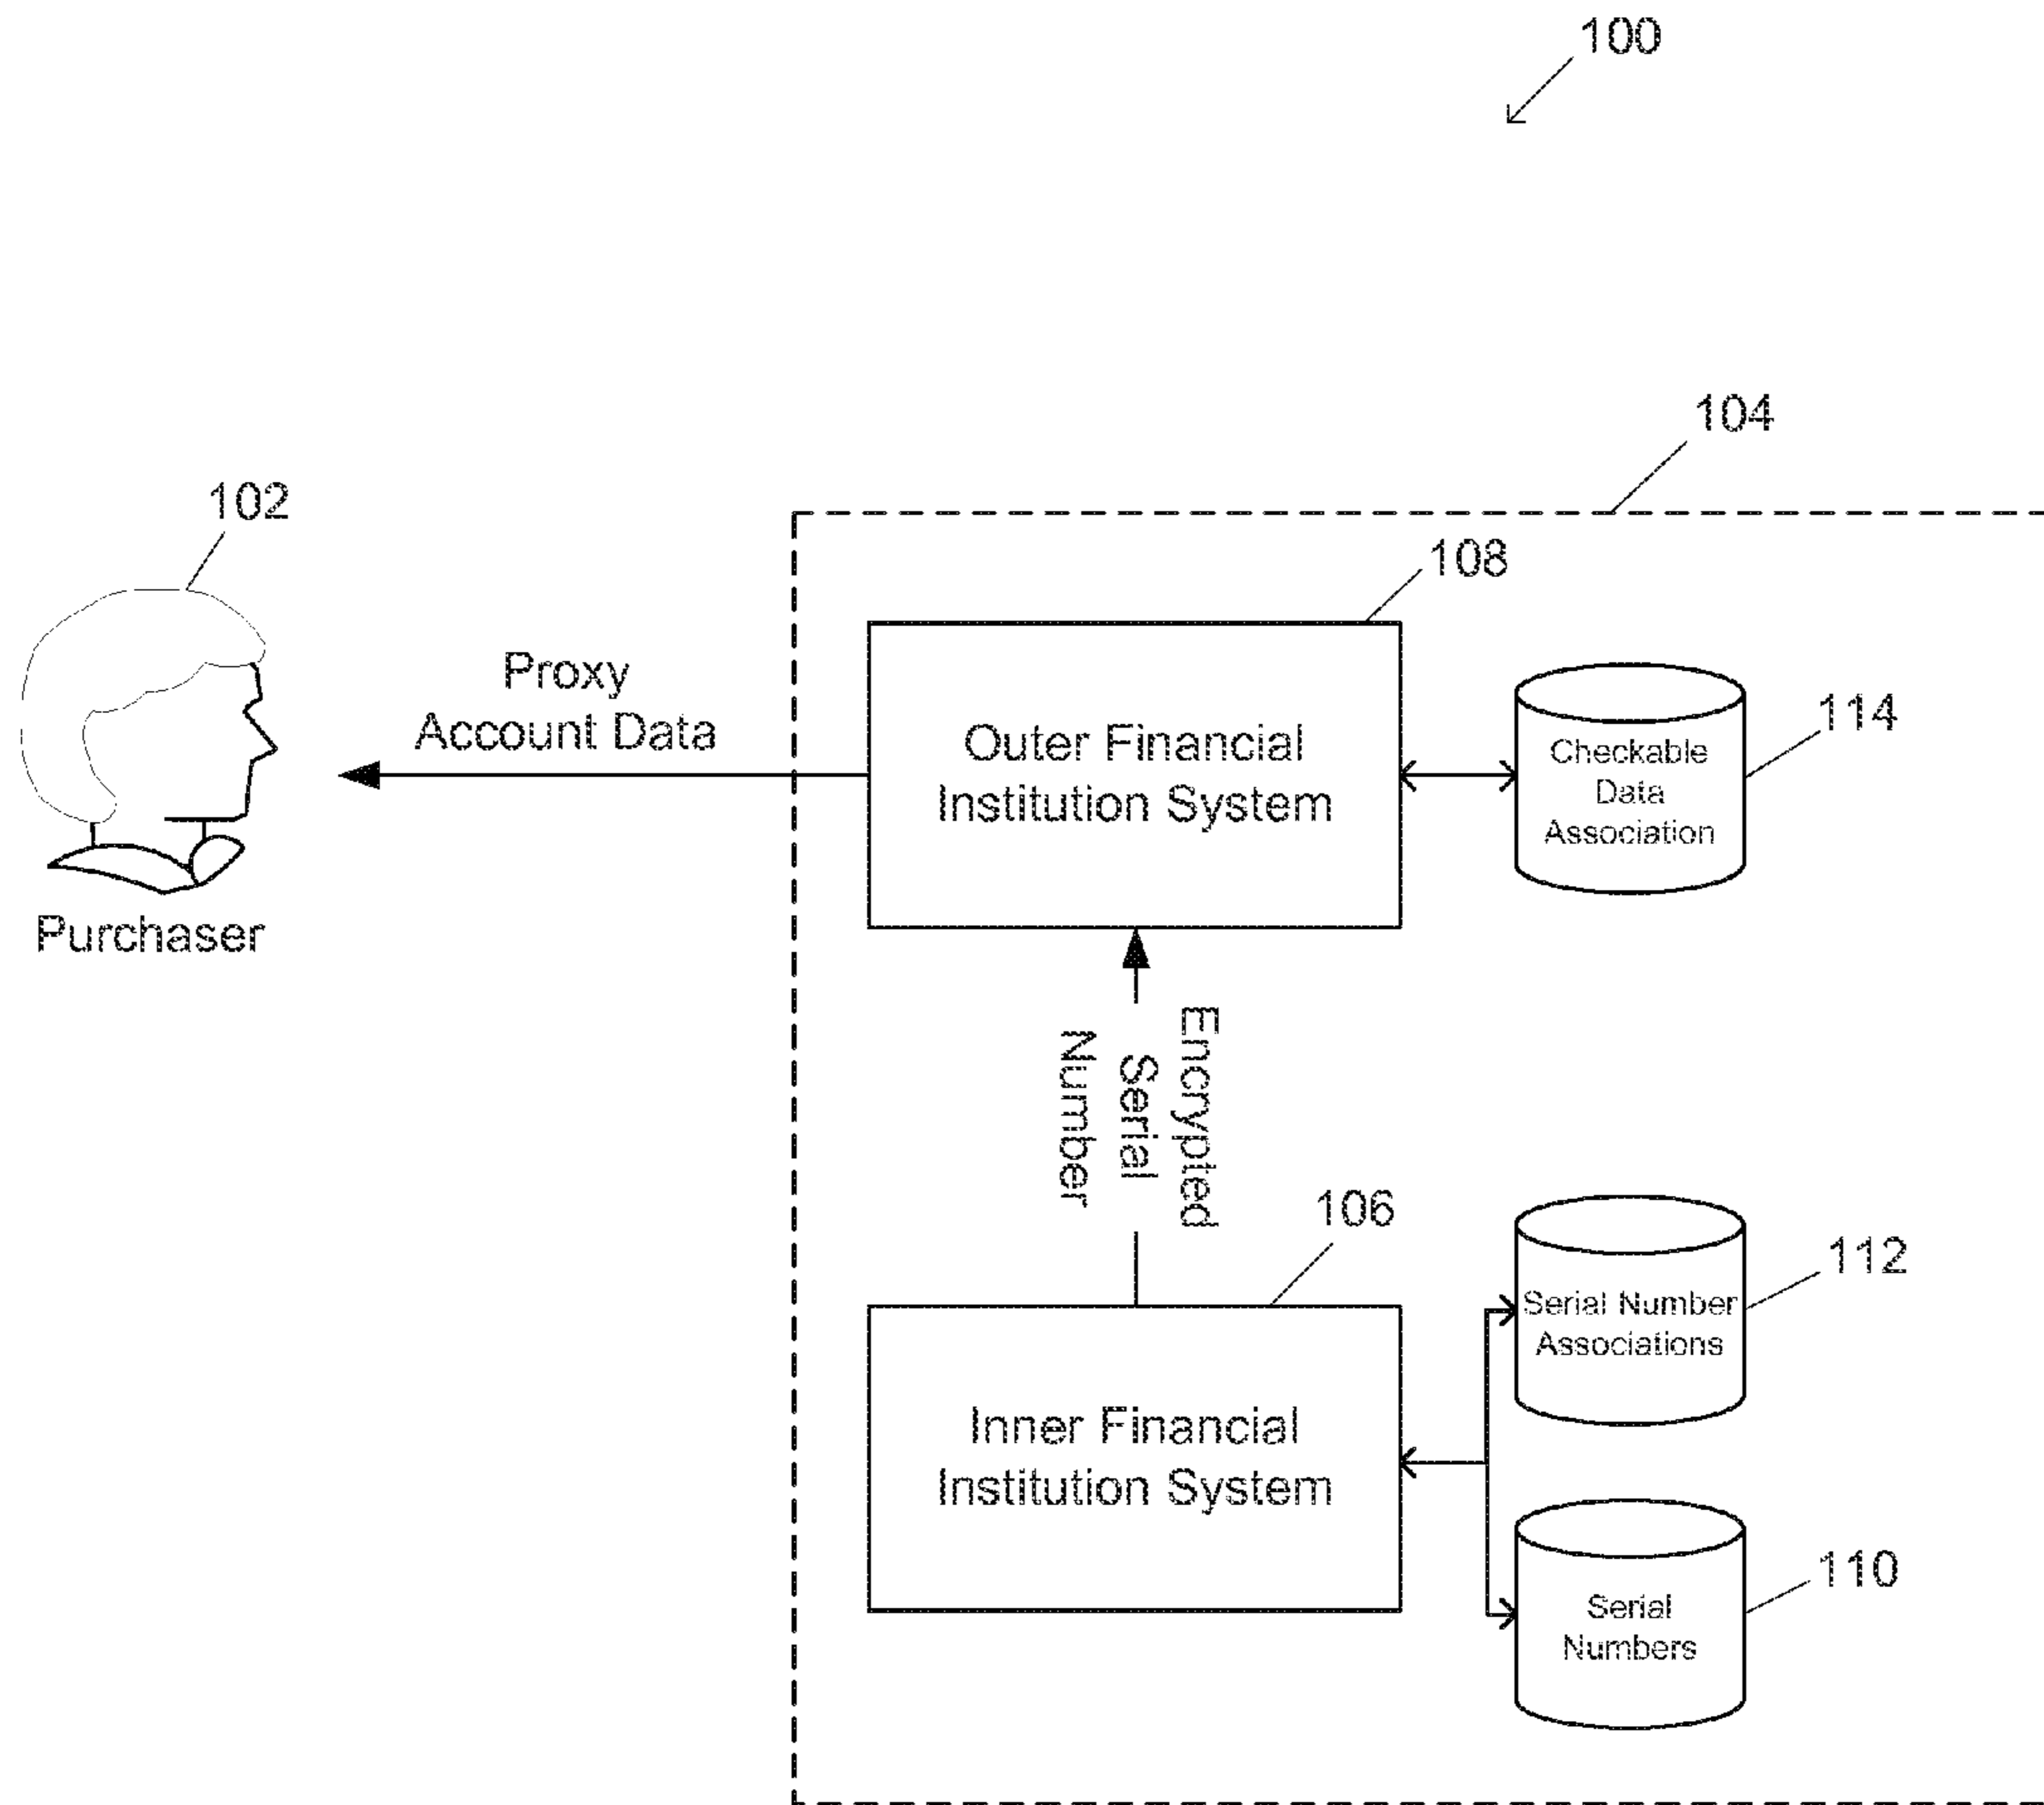 100
104
102
108
Proxy
Account Data
Outer Financial
Institution System
Checkable
Data
Association
114
Purchaser
Encrypted
Serial
Number
106
112
Serial Number
Associations
Inner Financial
Institution System
110
Serial
Numbers